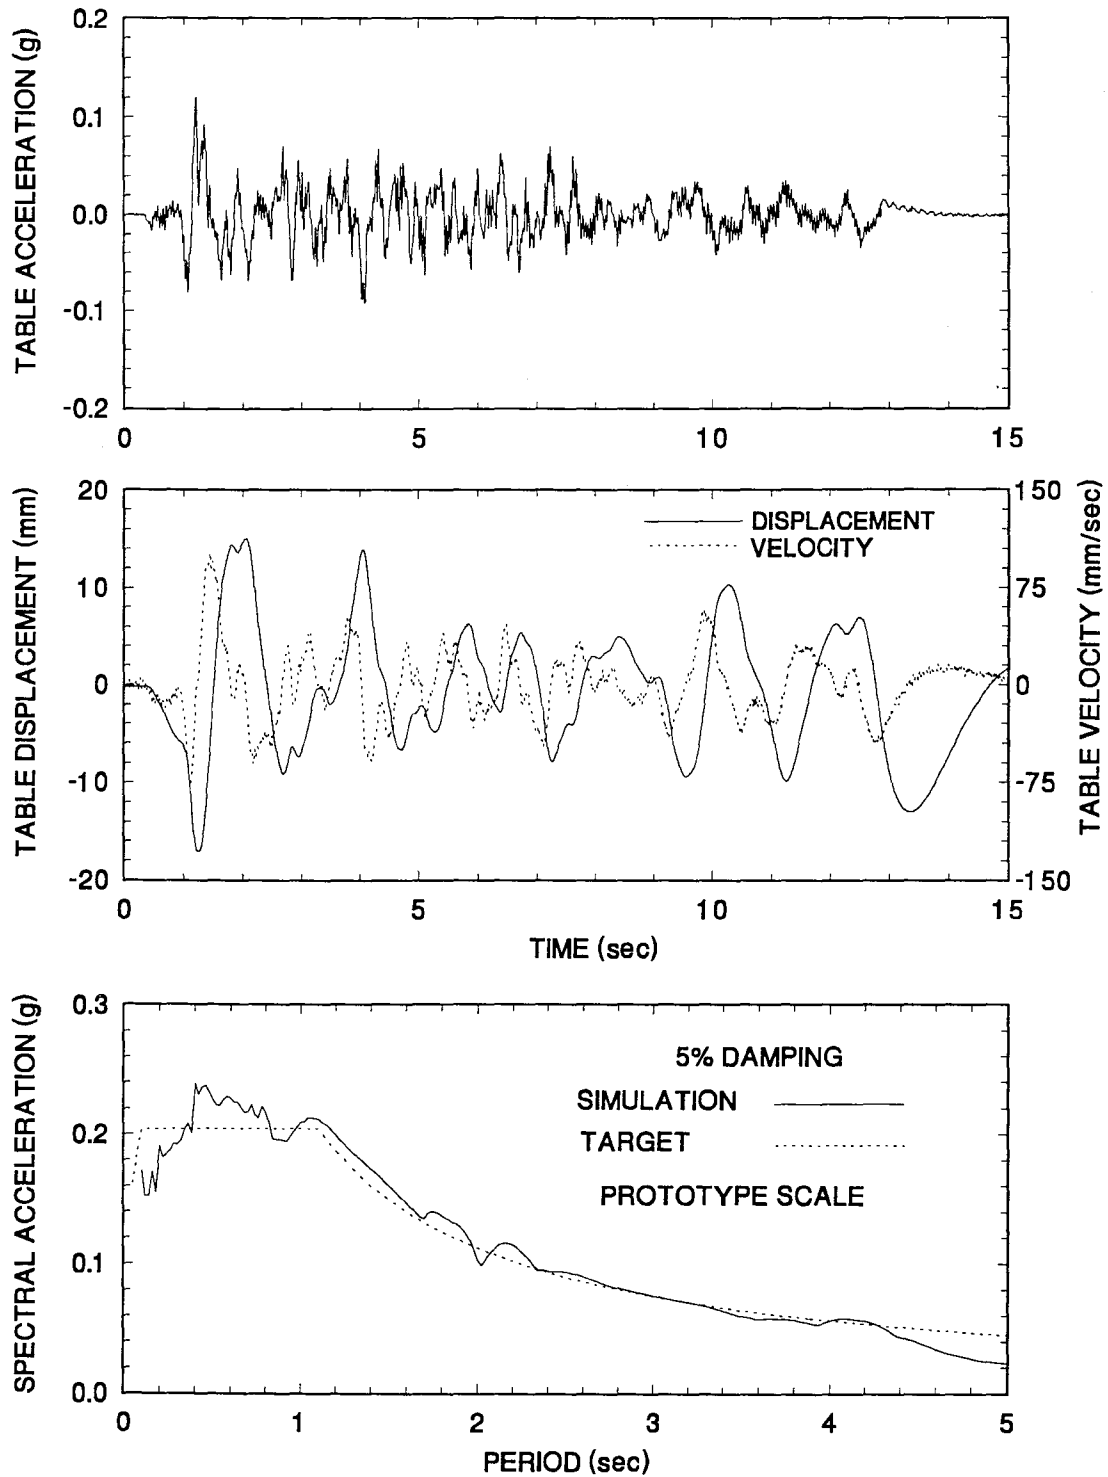 TABLE ACCELERATION (g)
0.2
0.1
0.0
-0.1
-0.2
0
5
10
15
TABLE DISPLACEMENT (mm)
20
10
0
-10
-20
DISPLACEMENT
VELOCITY
150
75
0
-75
-150
TABLE VELOCITY (mm/sec)
0
5
10
15
TIME (sec)
SPECTRAL ACCELERATION (g)
0.3
0.2
0.1
0.0
5% DAMPING
SIMULATION
TARGET
PROTOTYPE SCALE
0
1
2
3
4
5
PERIOD (sec)